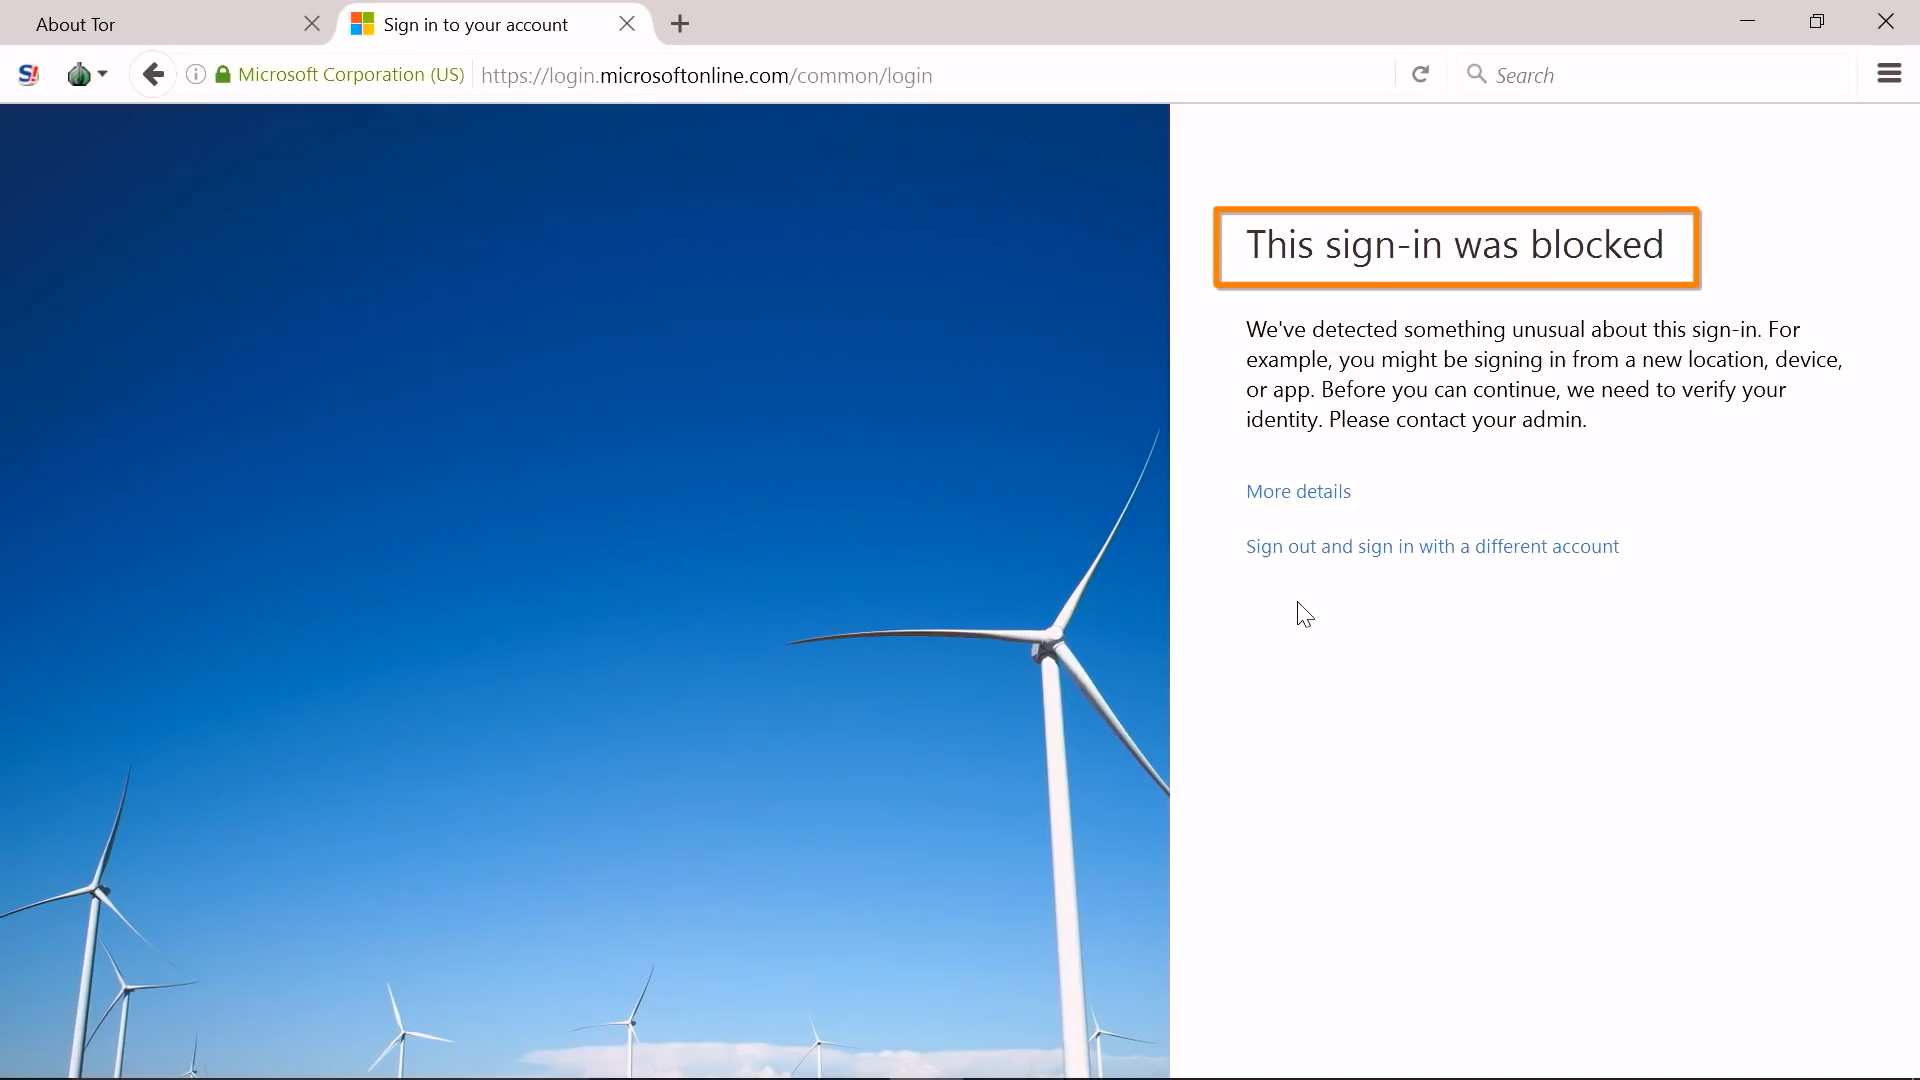 About Tor
Sign in to your account
S!
Microsoft Corporation (US)
https://login.microsoftonline.com/common/login
Search
This sign-in was blocked
We've detected something unusual about this sign-in. For
example, you might be signing in from a new location, device,
or app. Before you can continue, we need to verify your
identity. Please contact your admin.
More details
Sign out and sign in with a different account